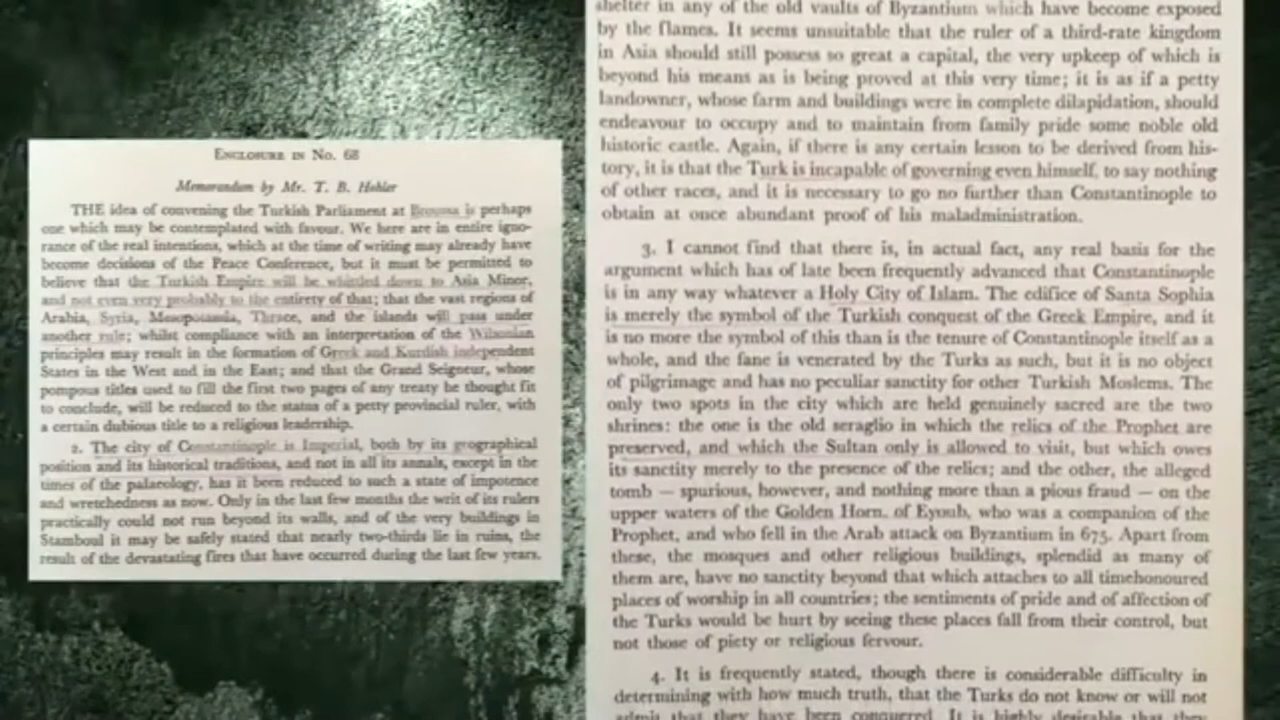 ENCLOSURE IN No. 68
Memorandum by Mr. T. B. Hohler
THE idea of convening the Turkish Parliament at Broussa is perhaps
one which may be contemplated with favour. We here are in entire igno-
rance of the real intentions, which at the time of writing may already have
become decisions of the Peace Conference, but it must be permitted to
believe that the Turkish Empire will be whittled down to Asia Minor,
and not even very probably to the entirety of that; that the vast regions of
Arabia, Syria, Mesopotamia, Thrace, and the islands will pass under
another rule; whilst compliance with an interpretation of the Wilsonian
principles may result in the formation of Greek and Kurdish independent
States in the West and in the East; and that the Grand Seigneur, whose
pompous titles used to fill the first two pages of any treaty he thought fit
to conclude, will be reduced to the status of a petty provincial ruler, with
a certain dubious title to a religious leadership.
2. The city of Constantinople is Imperial, both by its geographical
position and its historical traditions, and not in all its annals, except in the
times of the palaeology, has it been reduced to such a state of impotence
and wretchedness as now. Only in the last few months the writ of its rulers
practically could not run beyond its walls, and of the very buildings in
Stamboul it may be safely stated that nearly two-thirds lie in ruins, the
result of the devastating fires that have occurred during the last few years.
shelter in any of the old vaults of Byzantium which have become exposed
by the flames. It seems unsuitable that the ruler of a third-rate kingdom
in Asia should still possess so great a capital, the very upkeep of which is
beyond his means as is being proved at this very time; it is as if a petty
landowner, whose farm and buildings were in complete dilapidation, should
endeavour to occupy and to maintain from family pride some noble old
historic castle. Again, if there is any certain lesson to be derived from his-
tory, it is that the Turk is incapable of governing even himself, to say nothing
of other races, and it is necessary to go no further than Constantinople to
obtain at once abundant proof of his maladministration.
3. I cannot find that there is, in actual fact, any real basis for the
argument which has of late been frequently advanced that Constantinople
is in any way whatever a Holy City of Islam. The edifice of Santa Sophia
is merely the symbol of the Turkish conquest of the Greek Empire, and it
is no more the symbol of this than is the tenure of Constantinople itself as a
whole, and the fane is venerated by the Turks as such, but it is no object
of pilgrimage and has no peculiar sanctity for other Turkish Moslems. The
only two spots in the city which are held genuinely sacred are the two
shrines: the one is the old seraglio in which the relics of the Prophet are
preserved, and which the Sultan only is allowed to visit, but which owes
its sanctity merely to the presence of the relics; and the other, the alleged
tomb — spurious, however, and nothing more than a pious fraud — on the
upper waters of the Golden Horn, of Eyoub, who was a companion of the
Prophet, and who fell in the Arab attack on Byzantium in 675. Apart from
these, the mosques and other religious buildings, splendid as many of
them are, have no sanctity beyond that which attaches to all timehonoured
places of worship in all countries; the sentiments of pride and of affection of
the Turks would be hurt by seeing these places fall from their control, but
not those of piety or religious fervour.
4. It is frequently stated, though there is considerable difficulty in
determining with how much truth, that the Turks do not know or will not
admit that they have been conquered. It is highly desirable that